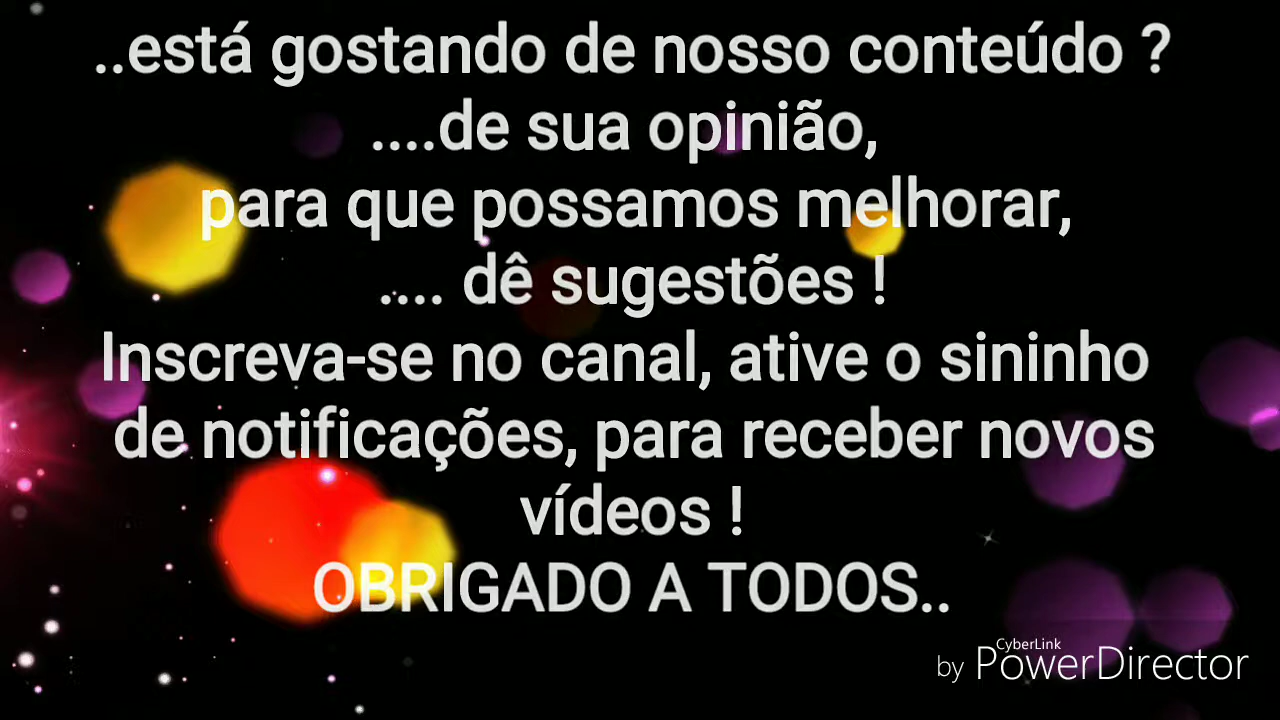 ..está gostando de nosso conteúdo ?
....de sua opinião,
para que possamos melhorar,
.... dê sugestões !
Inscreva-se no canal, ative o sininho
de notificações, para receber novos
vídeos !
OBRIGADO A TODOS..
CyberLink
by PowerDirector